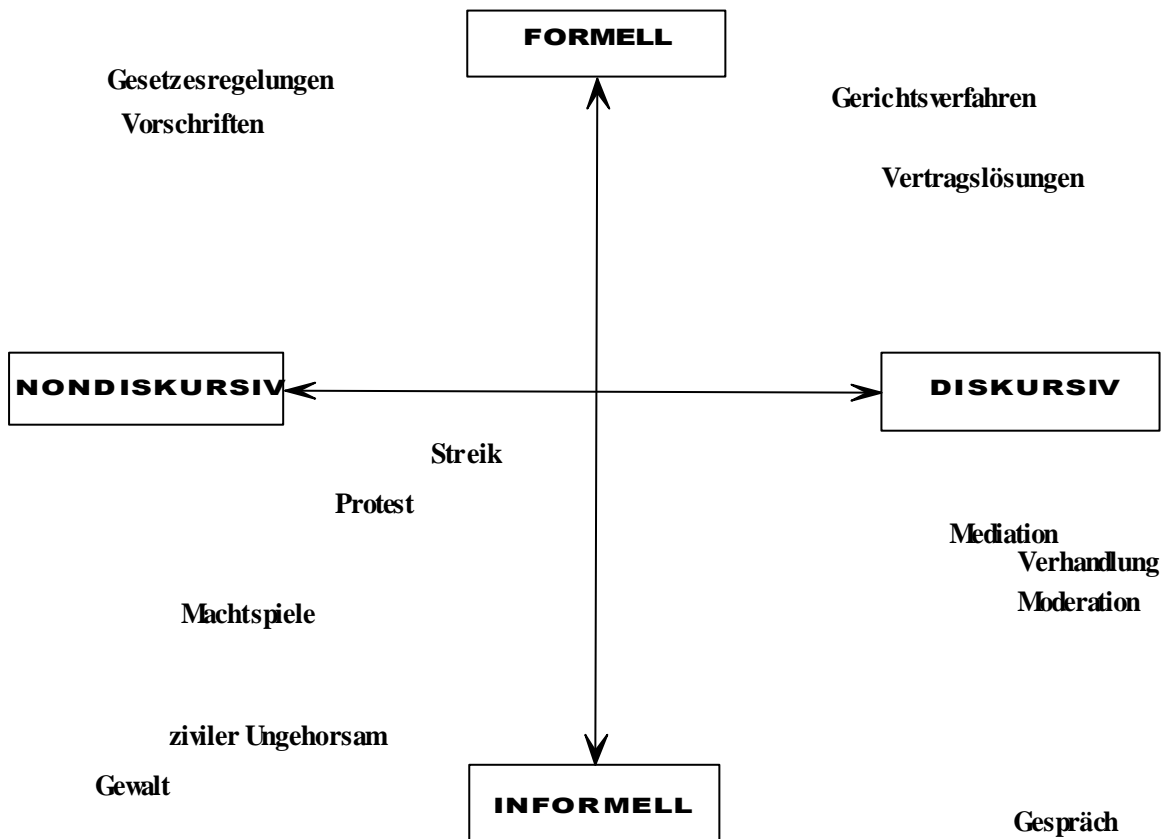 FORMELL
Gesetzesregelungen
Gerichtsverfahren
Vorschriften
Vertragslösungen
NONDISKURSIV
DISKURSIV
Streik
Protest
Mediation
Verhandlung
Moderation
Machtspiele
ziviler Ungehorsam
Gewalt
INFORMELL
Gespräch